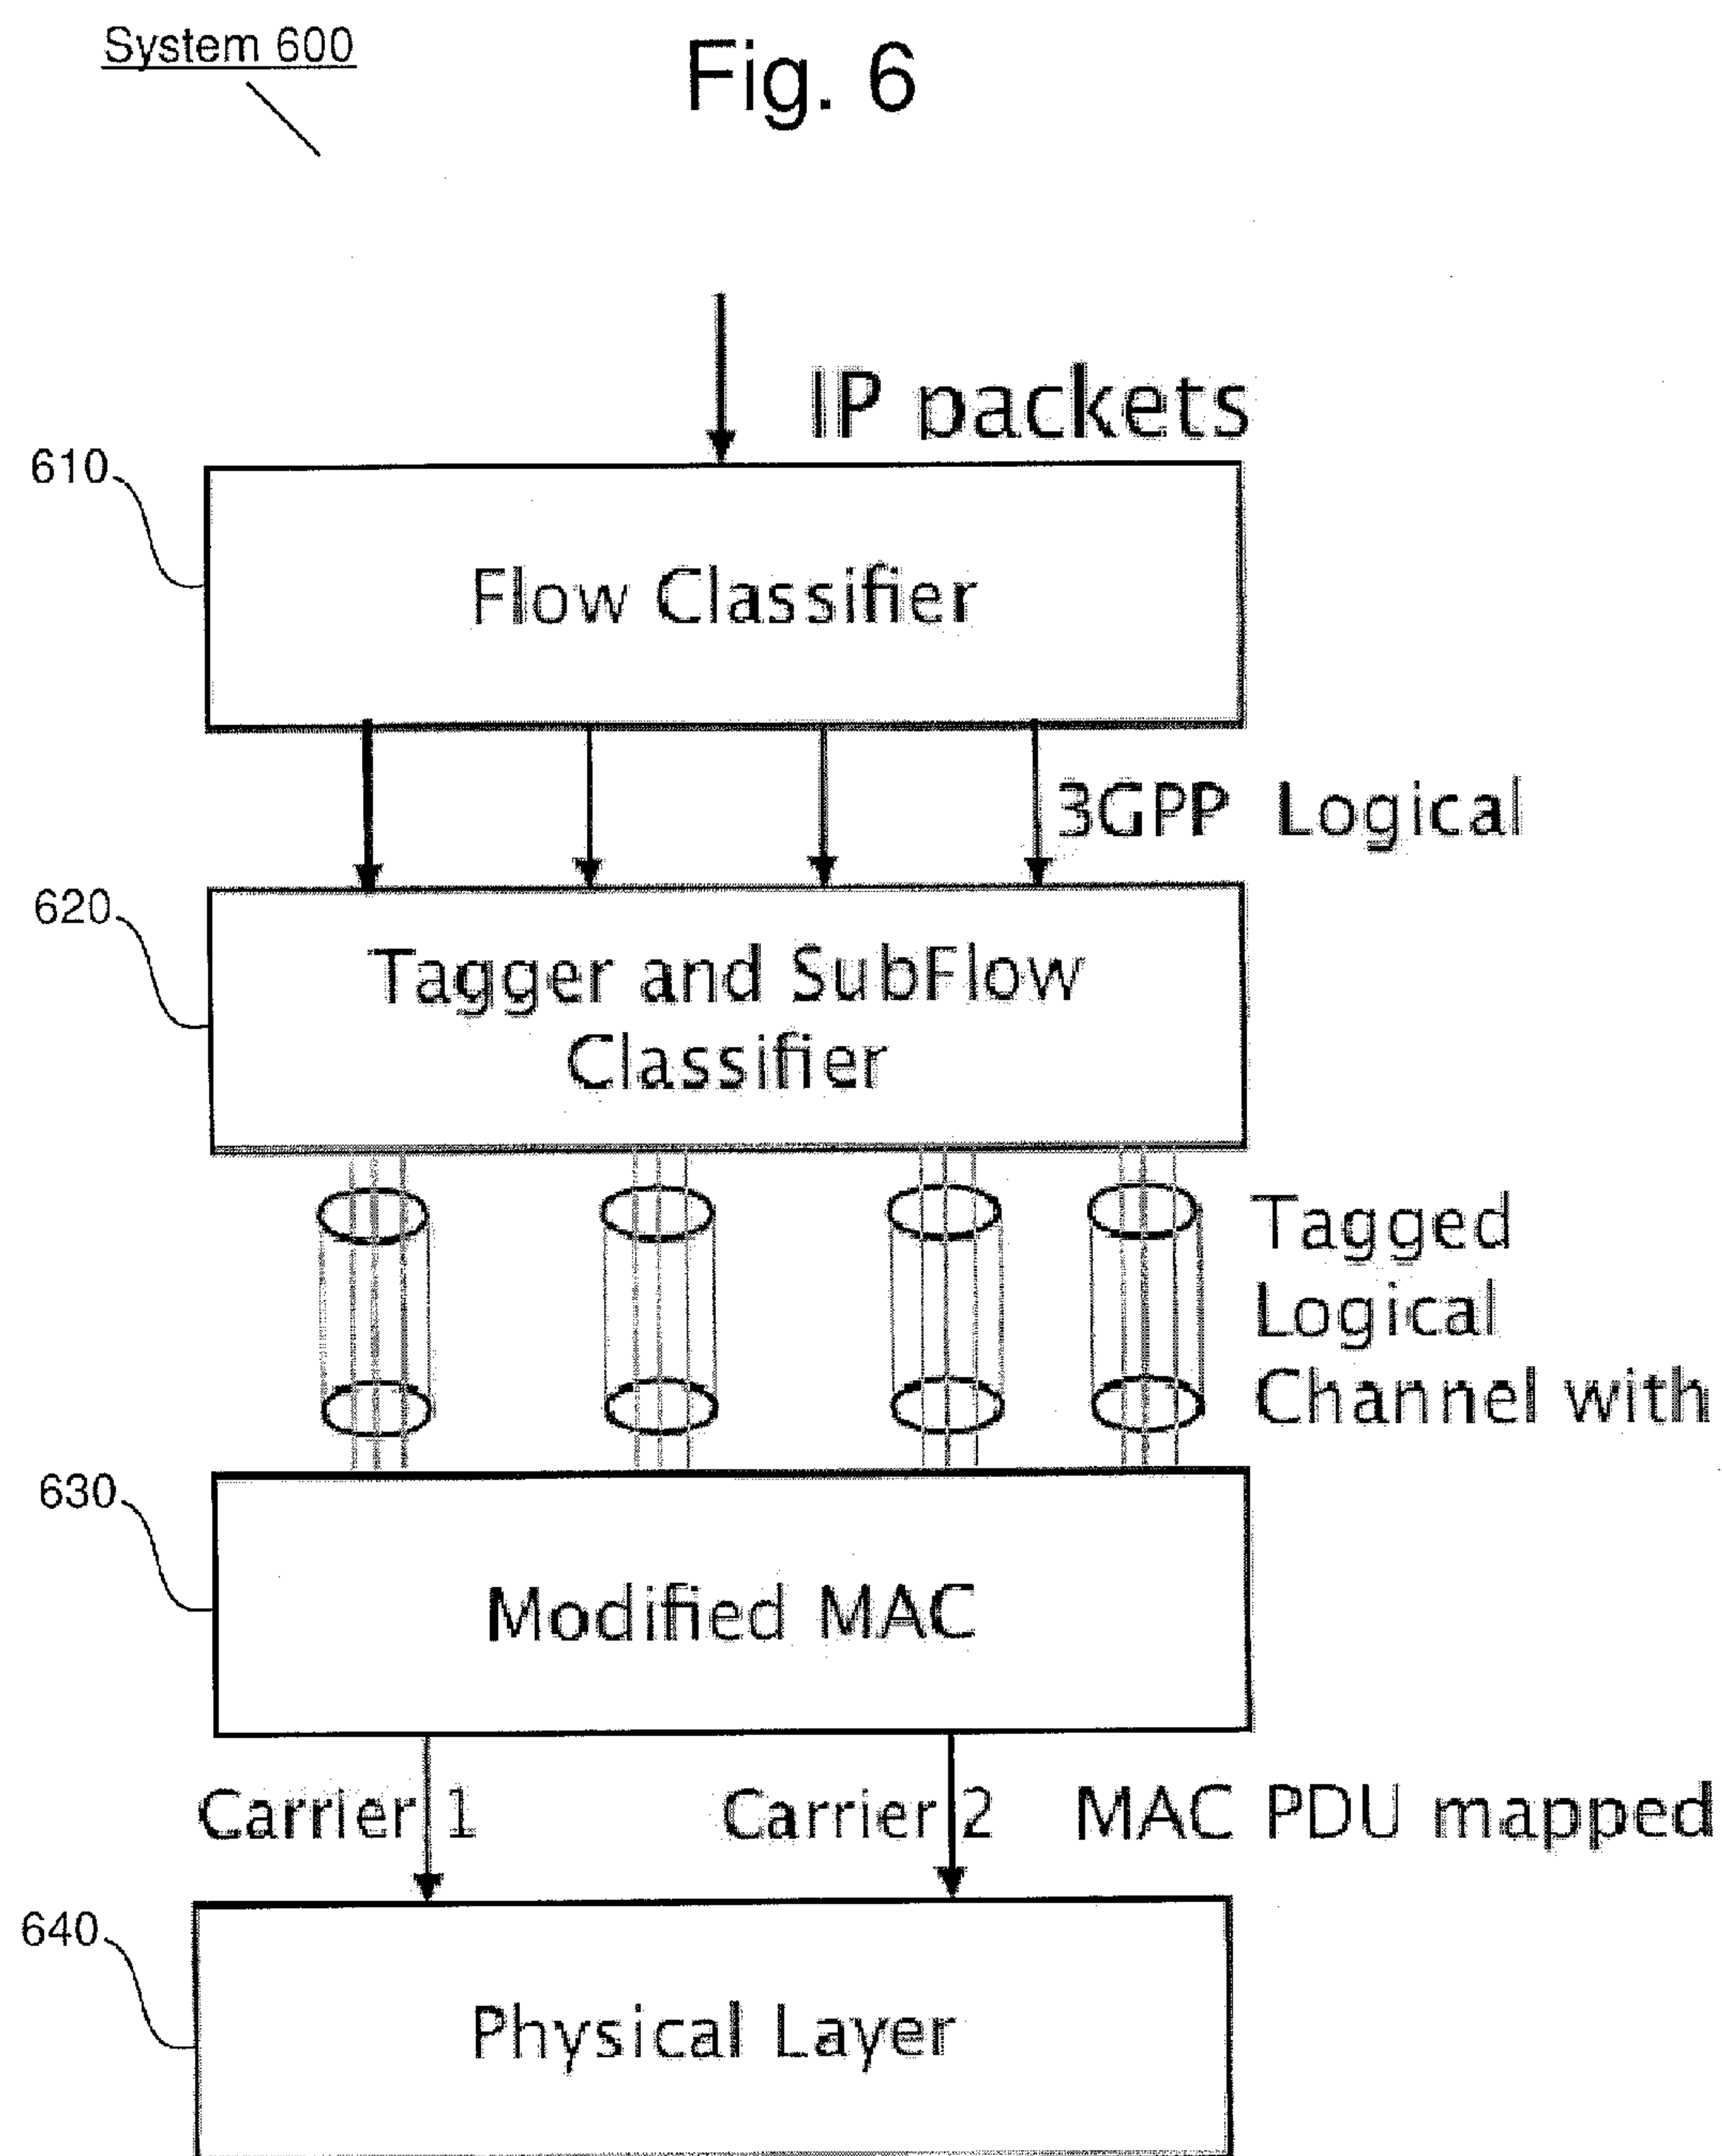 System 600
Fig. 6
IP packets
610
Flow Classifier
3GPP Logical
620
Tagger and SubFlow
Classifier
Tagged
Logical
Channel with
630
Modified MAC
Carrier 1
Carrier 2
MAC PDU mapped
640
Physical Layer